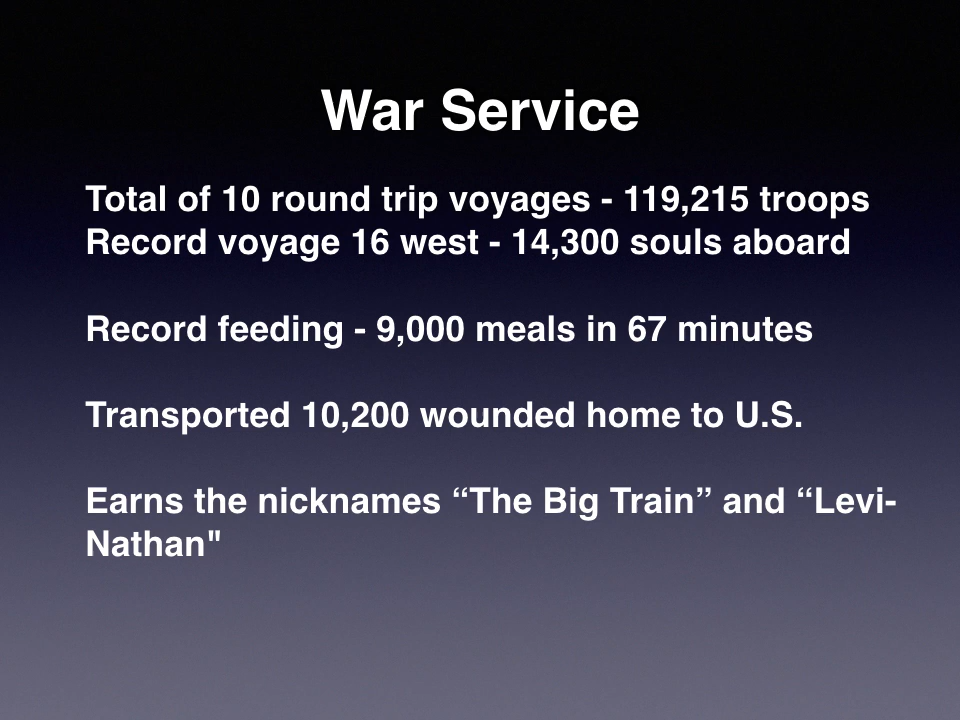 War Service
Total of 10 round trip voyages - 119,215 troops
Record voyage 16 west - 14,300 souls aboard
Record feeding - 9,000 meals in 67 minutes
Transported 10,200 wounded home to U.S.
Earns the nicknames “The Big Train” and “Levi-
Nathan"